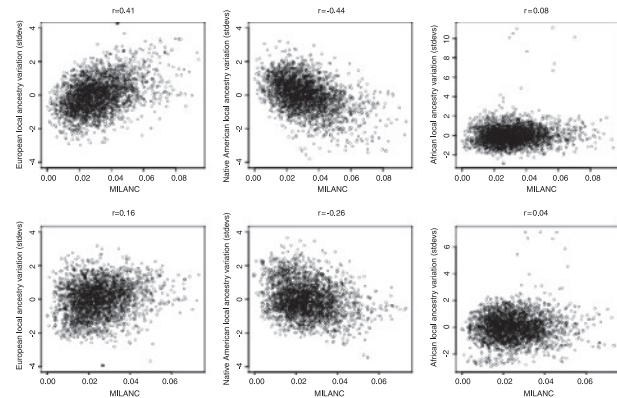 r=0.41
European local ancestry variation (stdevs)
4
2
0
-2
-4
0.00 0.02 0.04 0.06 0.08
MILANC
r=-0.44
Native American local ancestry variation (stdevs)
4
2
0
-2
-4
0.00 0.02 0.04 0.06 0.08
MILANC
r=0.08
African local ancestry variation (stdevs)
10
8
6
4
2
0
-2
0.00 0.02 0.04 0.06 0.08
MILANC
r=0.16
European local ancestry variation (stdevs)
4
2
0
-2
-4
0.00 0.02 0.04 0.06
MILANC
r=-0.26
Native American local ancestry variation (stdevs)
4
2
0
-2
-4
0.00 0.02 0.04 0.06
MILANC
r=0.04
African local ancestry variation (stdevs)
6
4
2
0
-2
0.00 0.02 0.04 0.06
MILANC